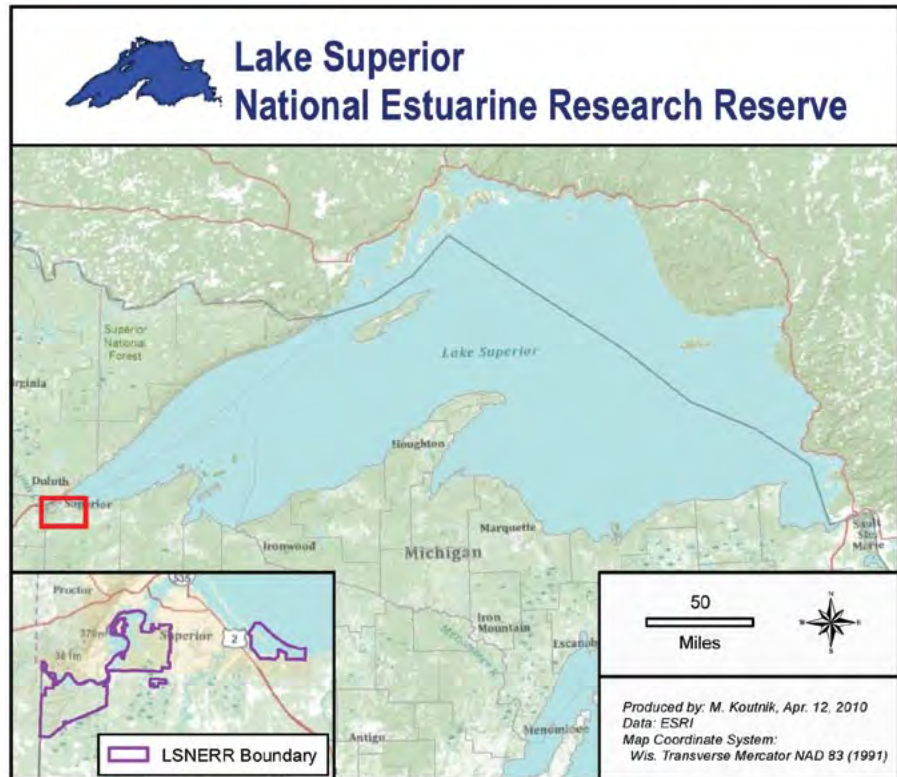 Lake Superior
National Estuarine Research Reserve
Superior
National
Forest
Lake Superior
Houghton
Duluth
Superior
Marquette
Ironwood
Michigan
Sault
Ste.
Marie
Iron
Mountain
Antigo
Proctor
535
Superior
2
LSNERR Boundary
50
Miles
N
W
E
S
Produced by: M. Koutnik, Apr. 12, 2010
Data: ESRI
Map Coordinate System:
Wis. Transverse Mercator NAD 83 (1991)